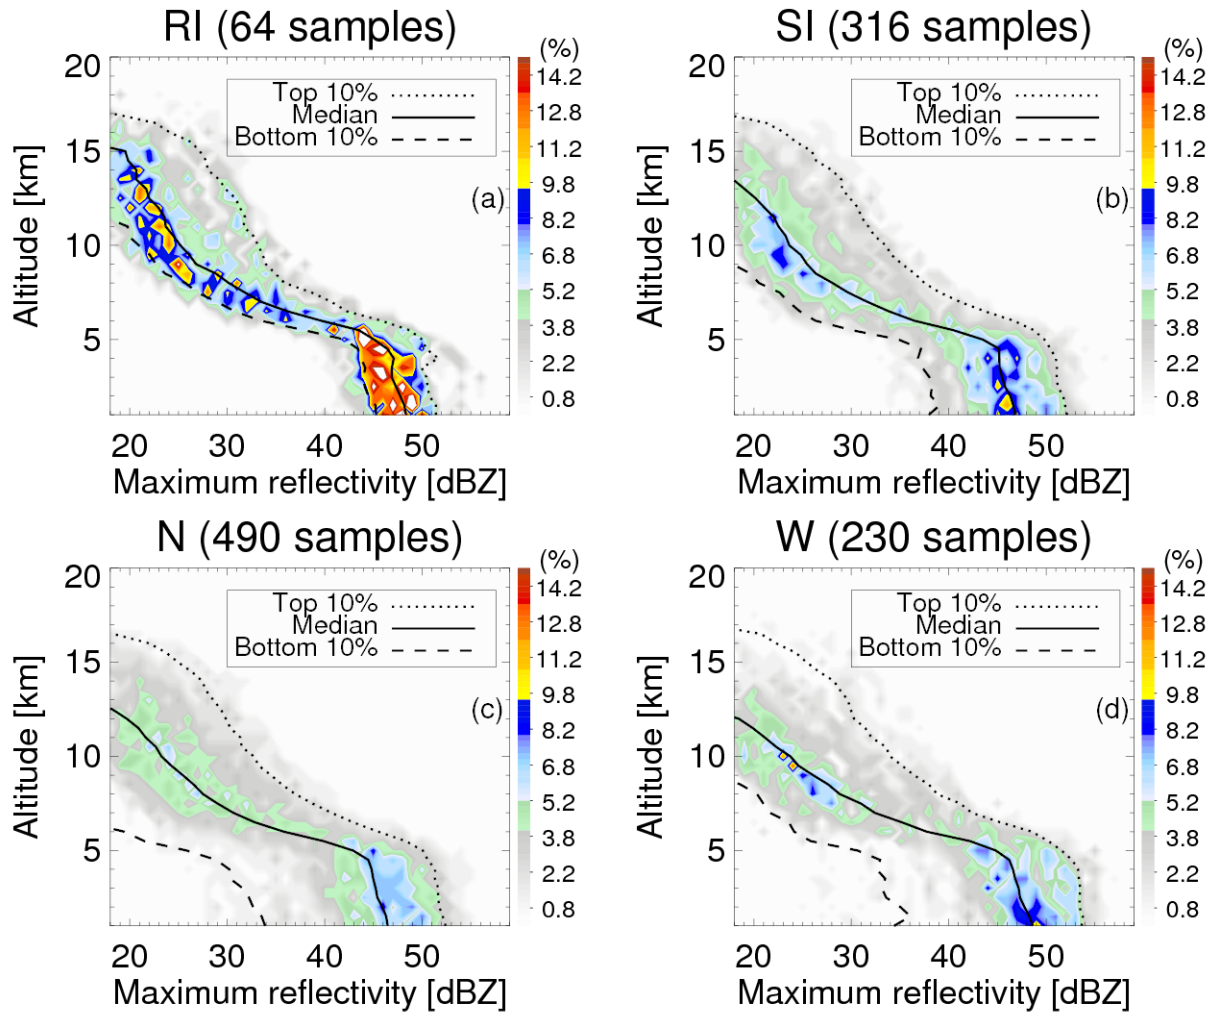 RI (64 samples)
(%)
20
15
10
5
Altitude [km]
Top 10%
Median
Bottom 10%
(a)
14.2
12.8
11.2
9.8
8.2
6.8
5.2
3.8
2.2
0.8
20 30 40 50
Maximum reflectivity [dBZ]
SI (316 samples)
(%)
20
15
10
5
Altitude [km]
Top 10%
Median
Bottom 10%
(b)
14.2
12.8
11.2
9.8
8.2
6.8
5.2
3.8
2.2
0.8
20 30 40 50
Maximum reflectivity [dBZ]
N (490 samples)
(%)
20
15
10
5
Altitude [km]
Top 10%
Median
Bottom 10%
(c)
14.2
12.8
11.2
9.8
8.2
6.8
5.2
3.8
2.2
0.8
20 30 40 50
Maximum reflectivity [dBZ]
W (230 samples)
(%)
20
15
10
5
Altitude [km]
Top 10%
Median
Bottom 10%
(d)
14.2
12.8
11.2
9.8
8.2
6.8
5.2
3.8
2.2
0.8
20 30 40 50
Maximum reflectivity [dBZ]